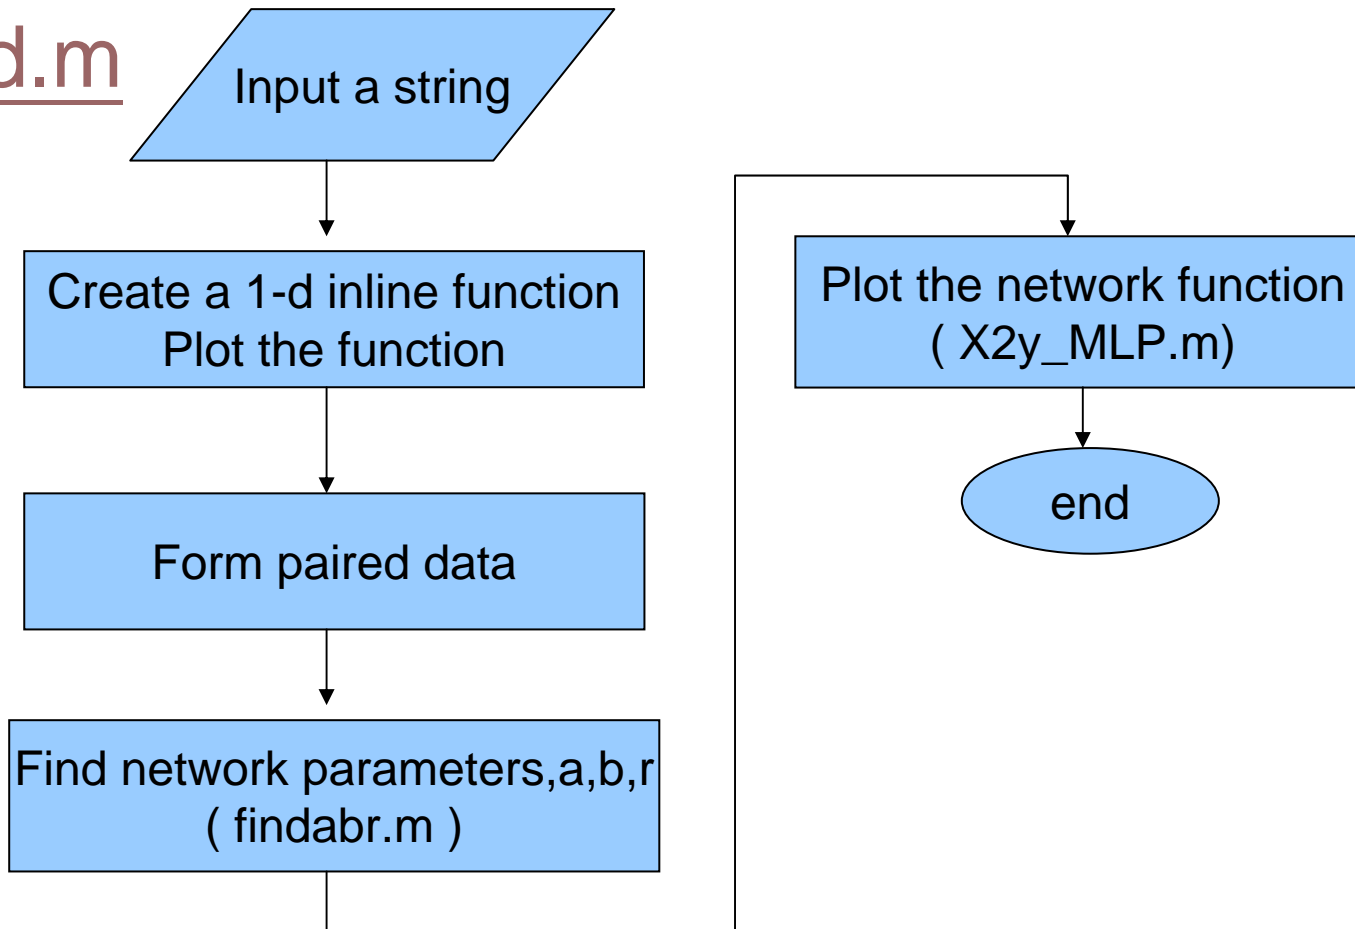 d.m
Input a string
Create a 1-d inline function
Plot the function
Form paired data
Find network parameters,a,b,r
( findabr.m )
Plot the network function
( X2y_MLP.m)
end